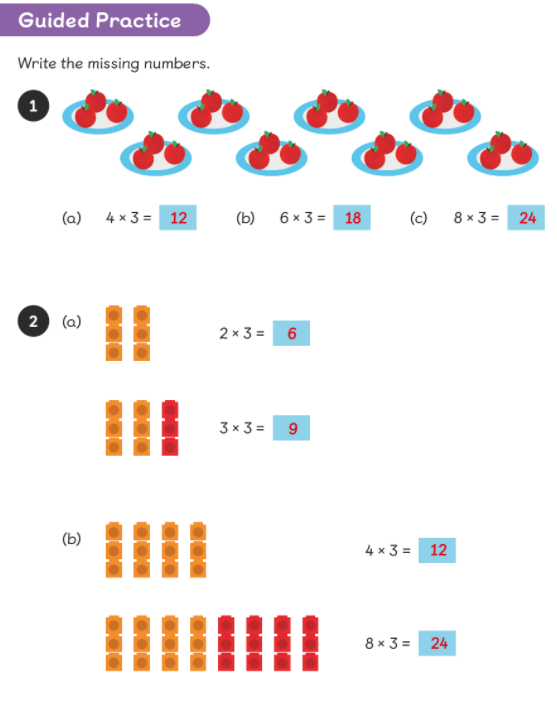 Guided Practice
Write the missing numbers.
1
(a) 4 × 3 = 12 (b) 6 × 3 = 18 (c) 8 × 3 = 24
2 (a)
2 × 3 = 6
3 × 3 = 9
(b)
4 × 3 = 12
8 × 3 = 24